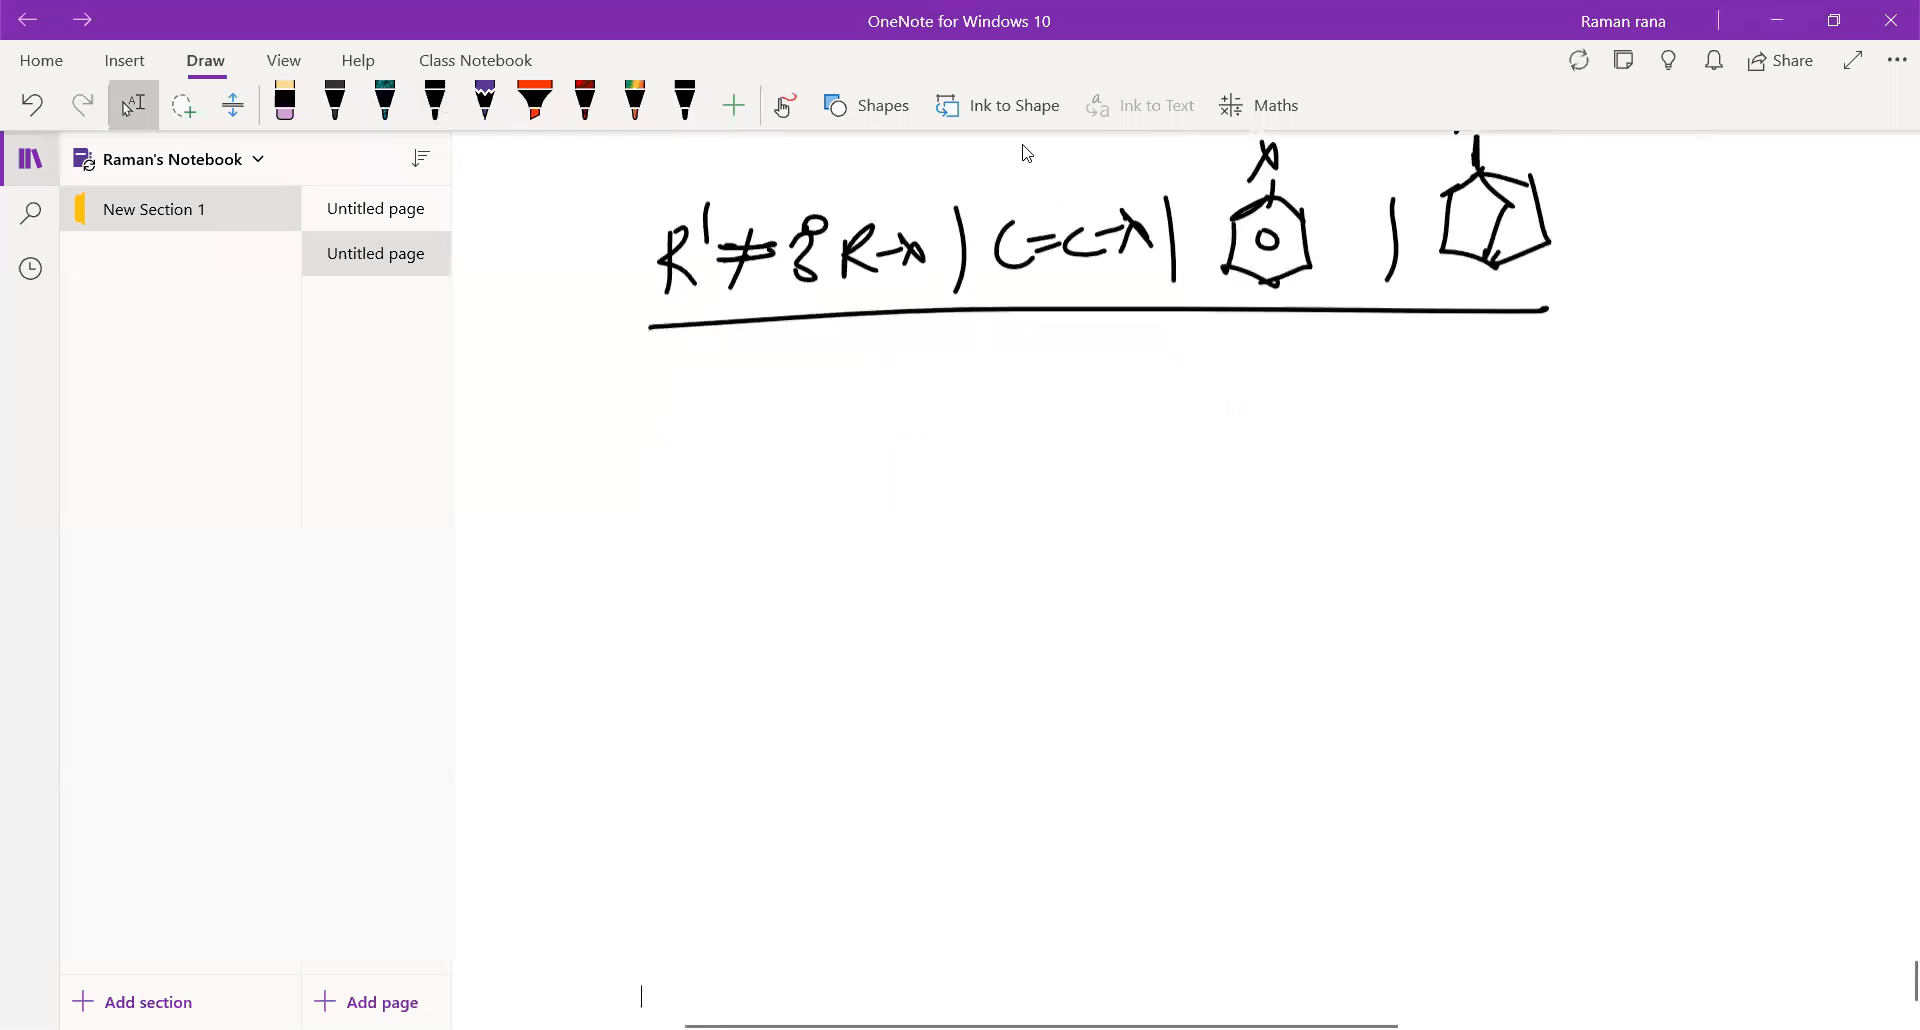 OneNote for Windows 10
Raman rana
Home Insert Draw View Help Class Notebook
Share
Shapes Ink to Shape Ink to Text Maths
Raman's Notebook
New Section 1
Untitled page
Untitled page
X
R' ≠ R-X | C=C-X | |
Add section
Add page